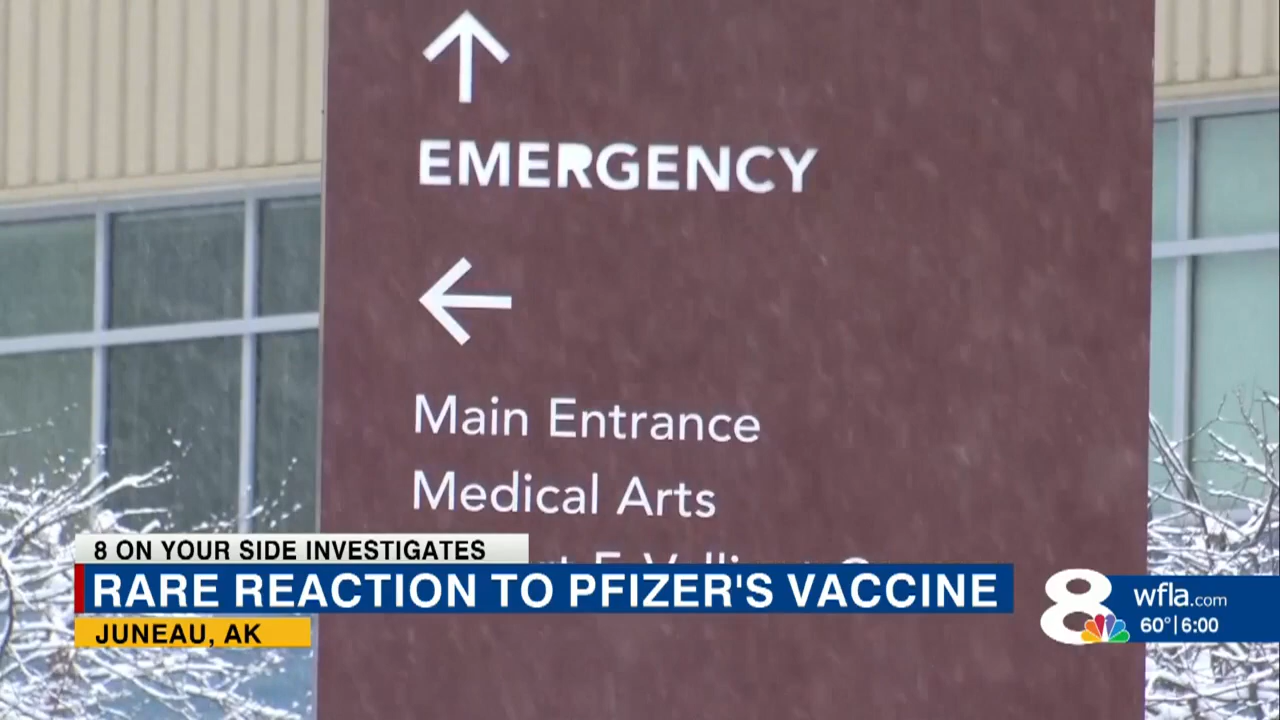 EMERGENCY
Main Entrance
Medical Arts
8 ON YOUR SIDE INVESTIGATES
RARE REACTION TO PFIZER'S VACCINE
JUNEAU, AK
8 wfla.com
60° | 6:00